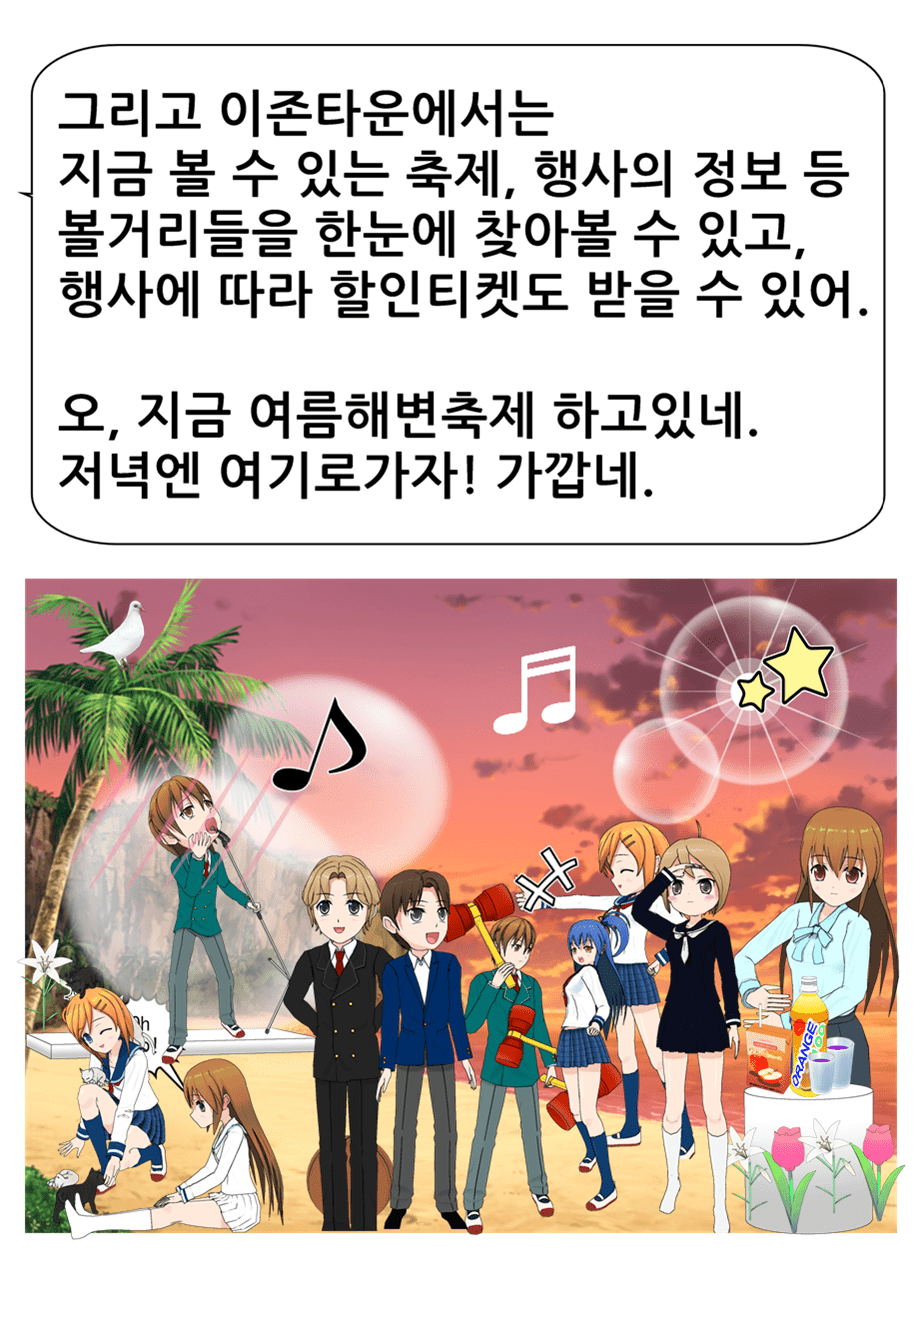 그리고 이존타운에서는
지금 볼 수 있는 축제, 행사의 정보 등
볼거리들을 한눈에 찾아볼 수 있고,
행사에 따라 할인티켓도 받을 수 있어.
오, 지금 여름해변축제 하고있네.
저녁엔 여기로가자! 가깝네.
ORANGE